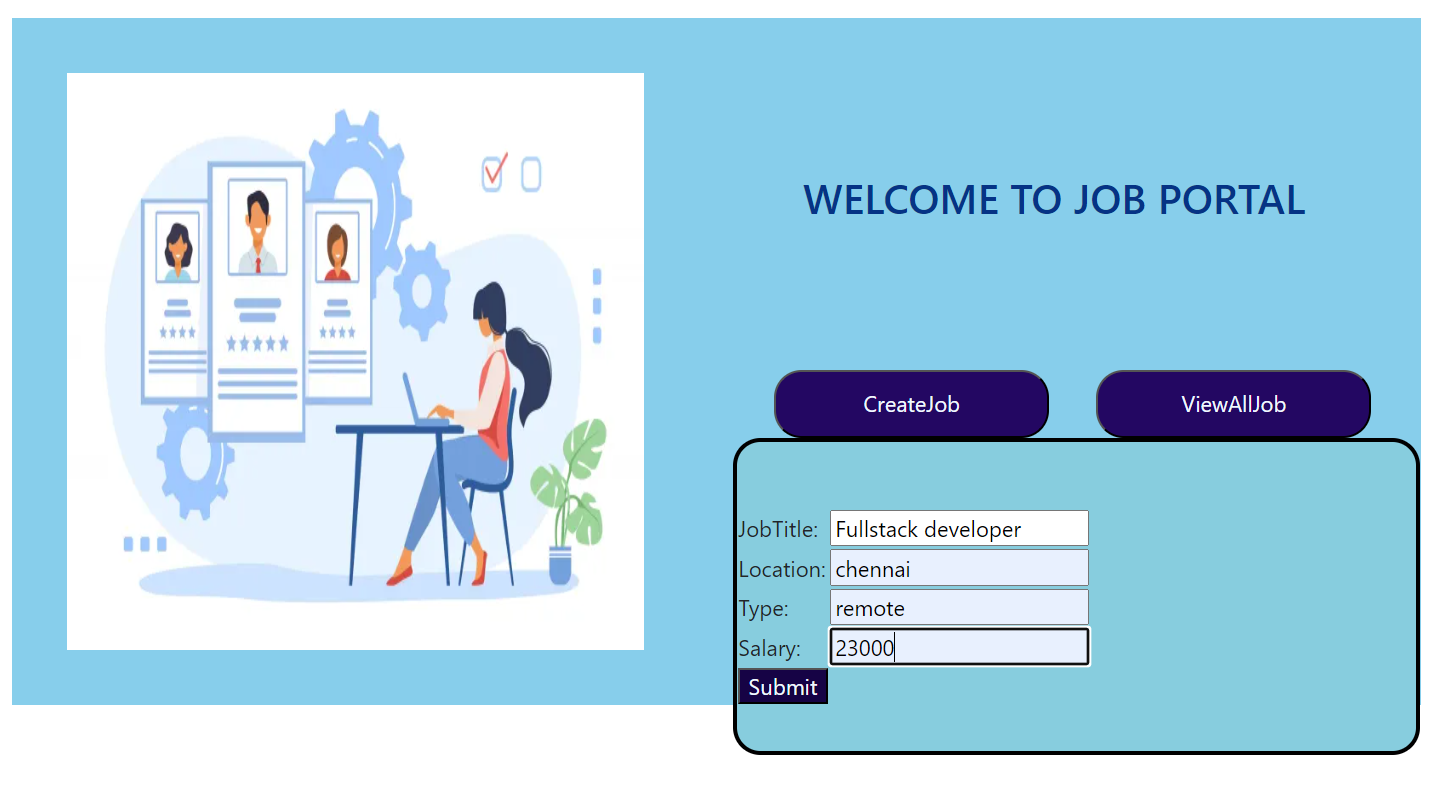 WELCOME TO JOB PORTAL
CreateJob ViewAllJob
JobTitle: Fullstack developer
Location: chennai
Type: remote
Salary: 23000
Submit